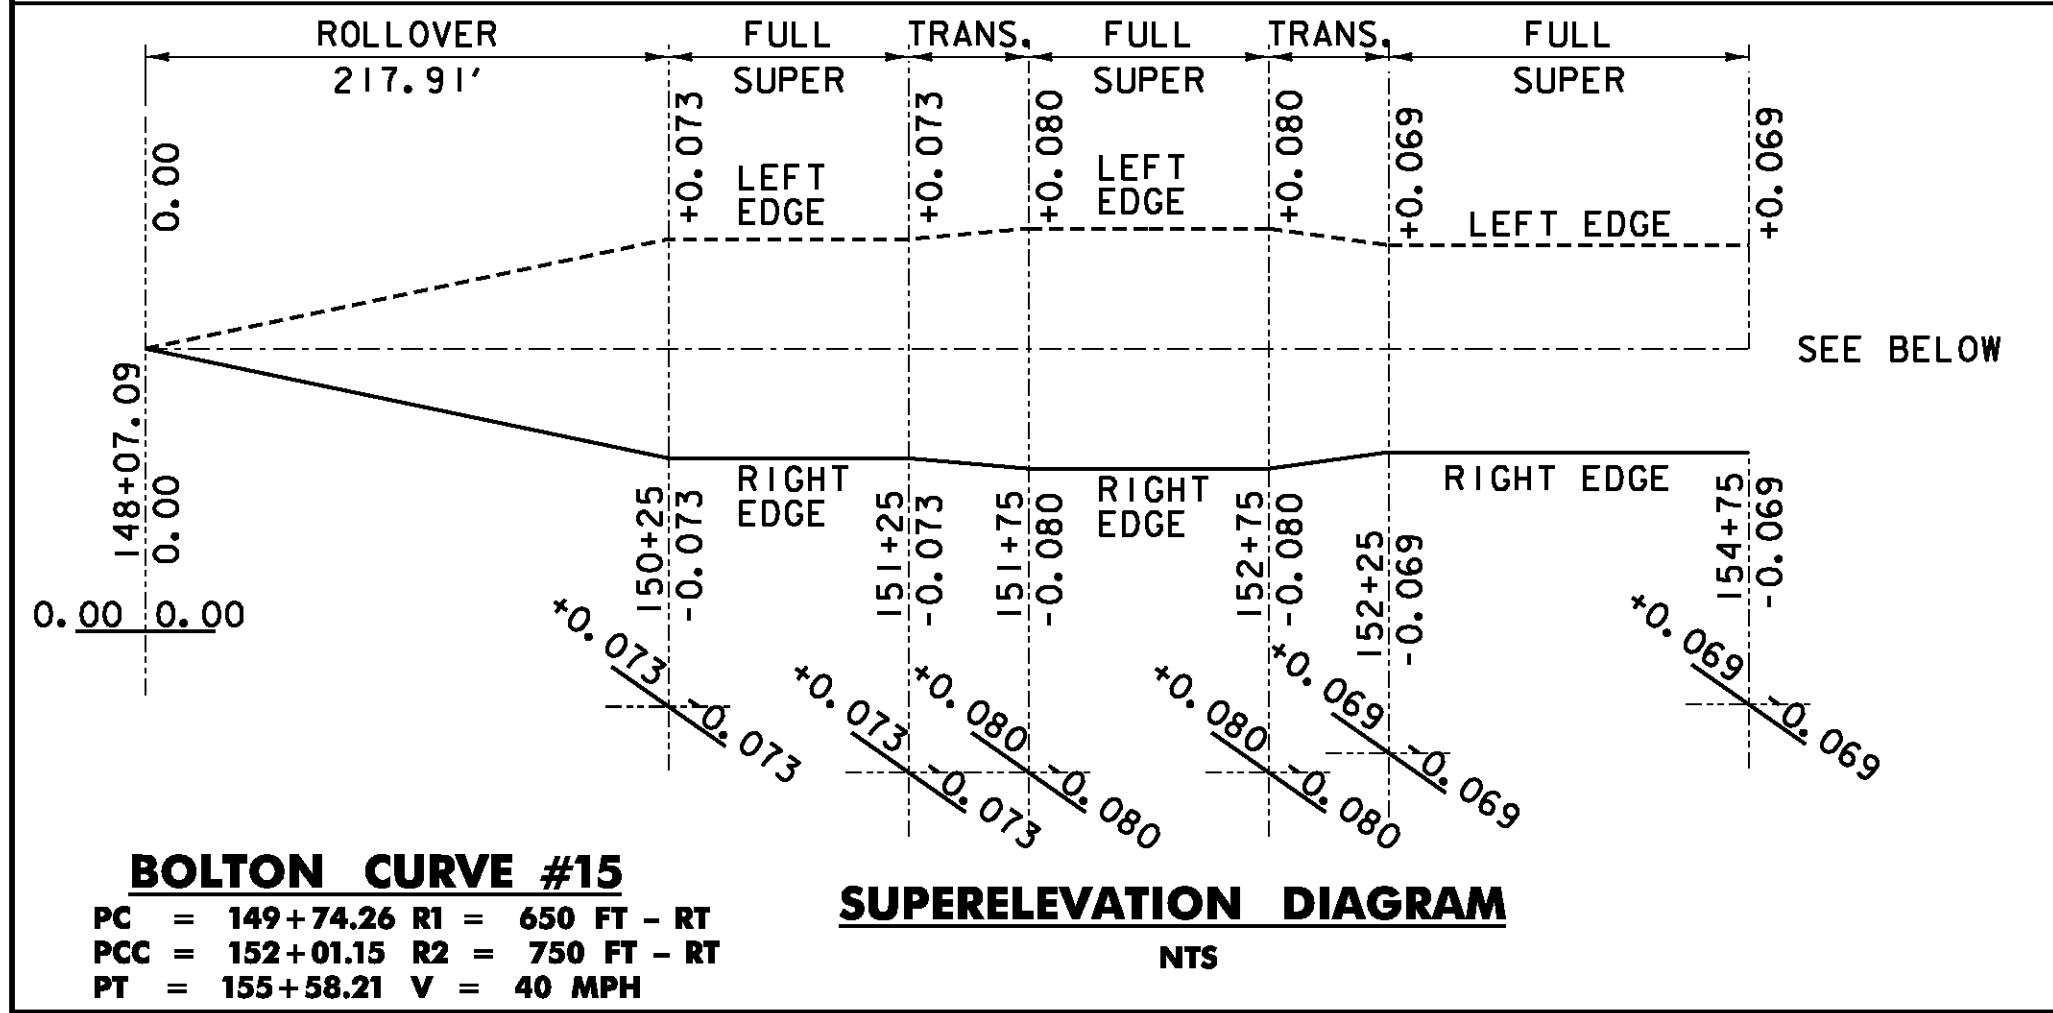 ROLLOVER
217.91'
FULL
SUPER
TRANS.
FULL
SUPER
TRANS.
FULL
SUPER
0.00
+0.073
+0.073
+0.080
+0.080
+0.069
+0.069
LEFT
EDGE
LEFT
EDGE
LEFT EDGE
SEE BELOW
148+07.09
0.00
150+25
-0.073
RIGHT
EDGE
151+25
-0.073
151+75
-0.080
RIGHT
EDGE
152+75
-0.080
152+25
-0.069
RIGHT EDGE
154+75
-0.069
0.00 0.00
+0.073 -0.073
+0.073 -0.073
+0.080 -0.080
+0.080 -0.080
+0.069 -0.069
+0.069 -0.069
BOLTON CURVE #15
PC = 149+74.26 R1 = 650 FT - RT
PCC = 152+01.15 R2 = 750 FT - RT
PT = 155+58.21 V = 40 MPH
SUPERELEVATION DIAGRAM
NTS